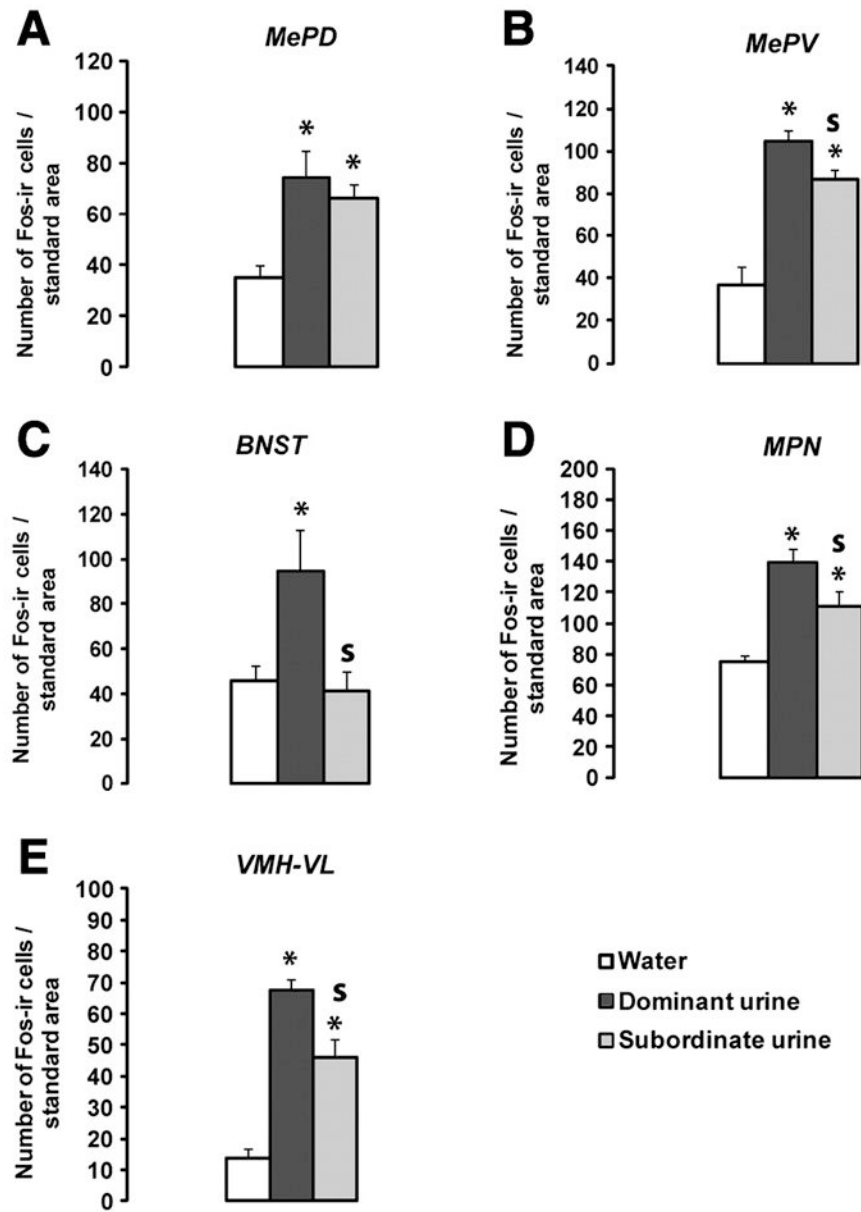 A
MePD
Number of Fos-ir cells /
standard area
120
100
80
60
40
20
0
*
*
B
MePV
Number of Fos-ir cells /
standard area
140
120
100
80
60
40
20
0
*
S
*
C
BNST
Number of Fos-ir cells /
standard area
140
120
100
80
60
40
20
0
*
S
D
MPN
Number of Fos-ir cells /
standard area
200
180
160
140
120
100
80
60
40
20
0
*
S
*
E
VMH-VL
Number of Fos-ir cells /
standard area
100
90
80
70
60
50
40
30
20
10
0
*
S
*
Water
Dominant urine
Subordinate urine